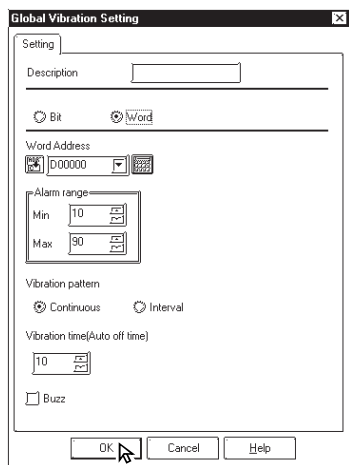 Global Vibration Setting
Setting
Description
Bit Word
Word Address
D00000
Alarm range
Min 10
Max 90
Vibration pattern
Continuous Interval
Vibration time(Auto off time)
10
Buzz
OK Cancel Help